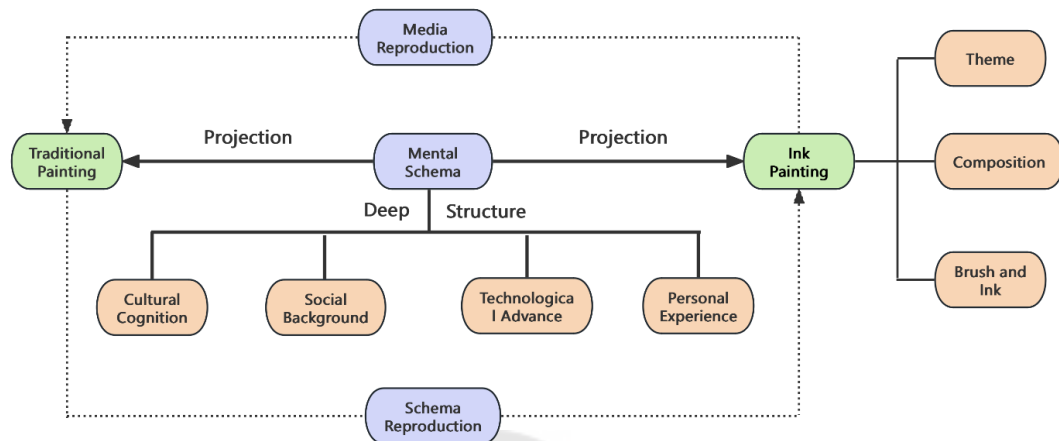 Media
Reproduction
Theme
Projection
Projection
Traditional
Painting
Mental
Schema
Ink
Painting
Composition
Deep
Structure
Cultural
Cognition
Social
Background
Technologica
l Advance
Personal
Experience
Brush and
Ink
Schema
Reproduction